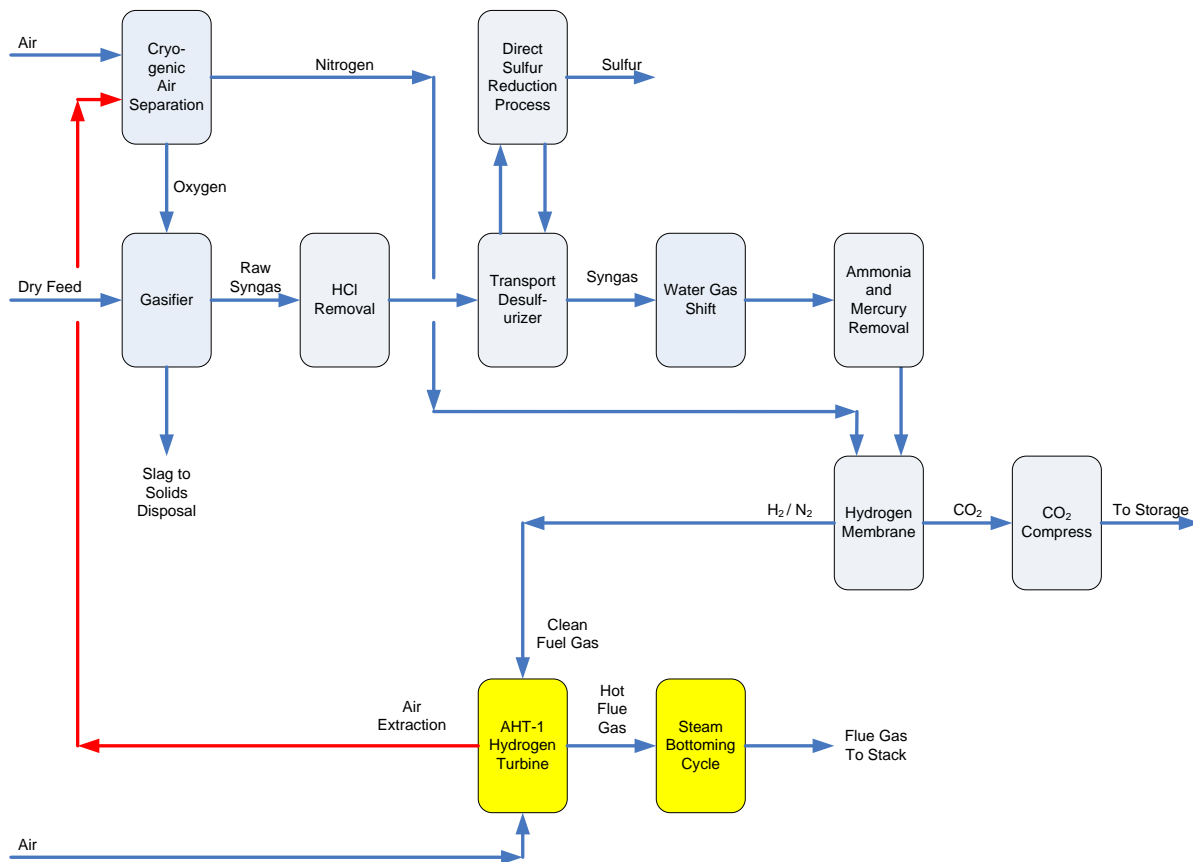 Air
Cryo-
genic
Air
Separation
Nitrogen
Direct
Sulfur
Reduction
Process
Sulfur
Oxygen
Dry Feed
Gasifier
Raw
Syngas
HCl
Removal
Transport
Desulf-
urizer
Syngas
Water Gas
Shift
Ammonia
and
Mercury
Removal
Slag to
Solids
Disposal
H₂ / N₂
Hydrogen
Membrane
CO₂
CO₂
Compress
To Storage
Clean
Fuel Gas
Air
Extraction
AHT-1
Hydrogen
Turbine
Hot
Flue
Gas
Steam
Bottoming
Cycle
Flue Gas
To Stack
Air